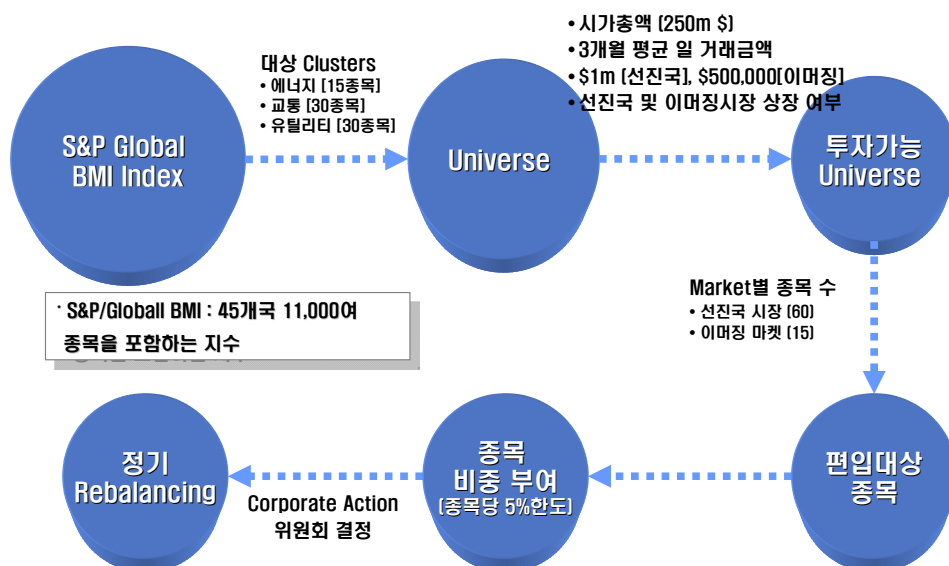 • 시가총액 (250m $)
• 3개월 평균 일 거래금액
• $1m (선진국), $500,000(이머징)
• 선진국 및 이머징시장 상장 여부
대상 Clusters
• 에너지 (15종목)
• 교통 (30종목)
• 유틸리티 (30종목)
S&P Global
BMI Index
Universe
투자가능
Universe
· S&P/Globall BMI : 45개국 11,000여
종목을 포함하는 지수
Market별 종목 수
• 선진국 시장 (60)
• 이머징 마켓 (15)
정기
Rebalancing
Corporate Action
위원회 결정
종목
비중 부여
(종목당 5%한도)
편입대상
종목